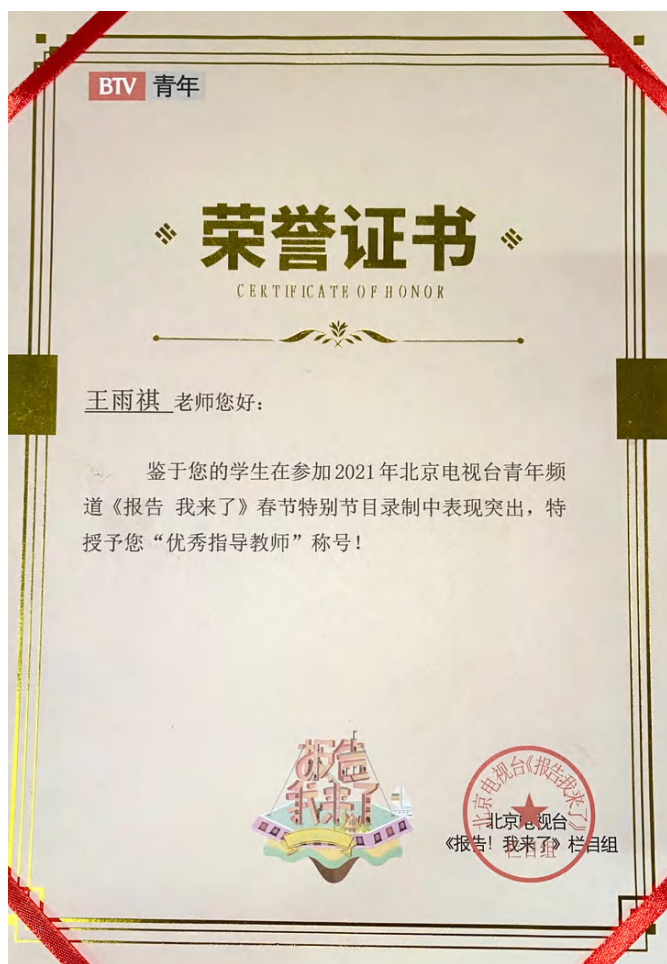 BTV 青年
荣誉证书
CERTIFICATE OF HONOR
王雨祺 老师您好：
鉴于您的学生在参加2021年北京电视台青年频
道《报告 我来了》春节特别节目录制中表现突出，特
授予您“优秀指导教师”称号！
报告
我来了
北京电视台《报告我来了》
栏目组
北京电视台
《报告！我来了》栏目组